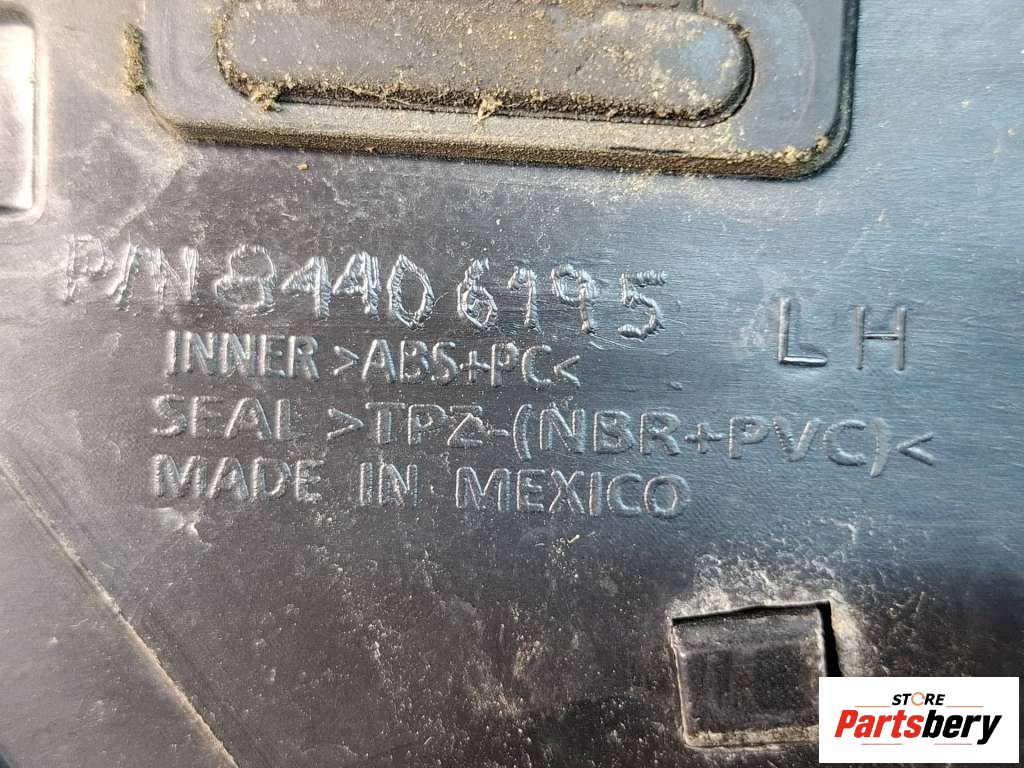 P/N 84406195
LH
INNER >ABS+PC<
SEAL >TPZ-(NBR+PVC)<
MADE IN MEXICO
STORE
Partsbery